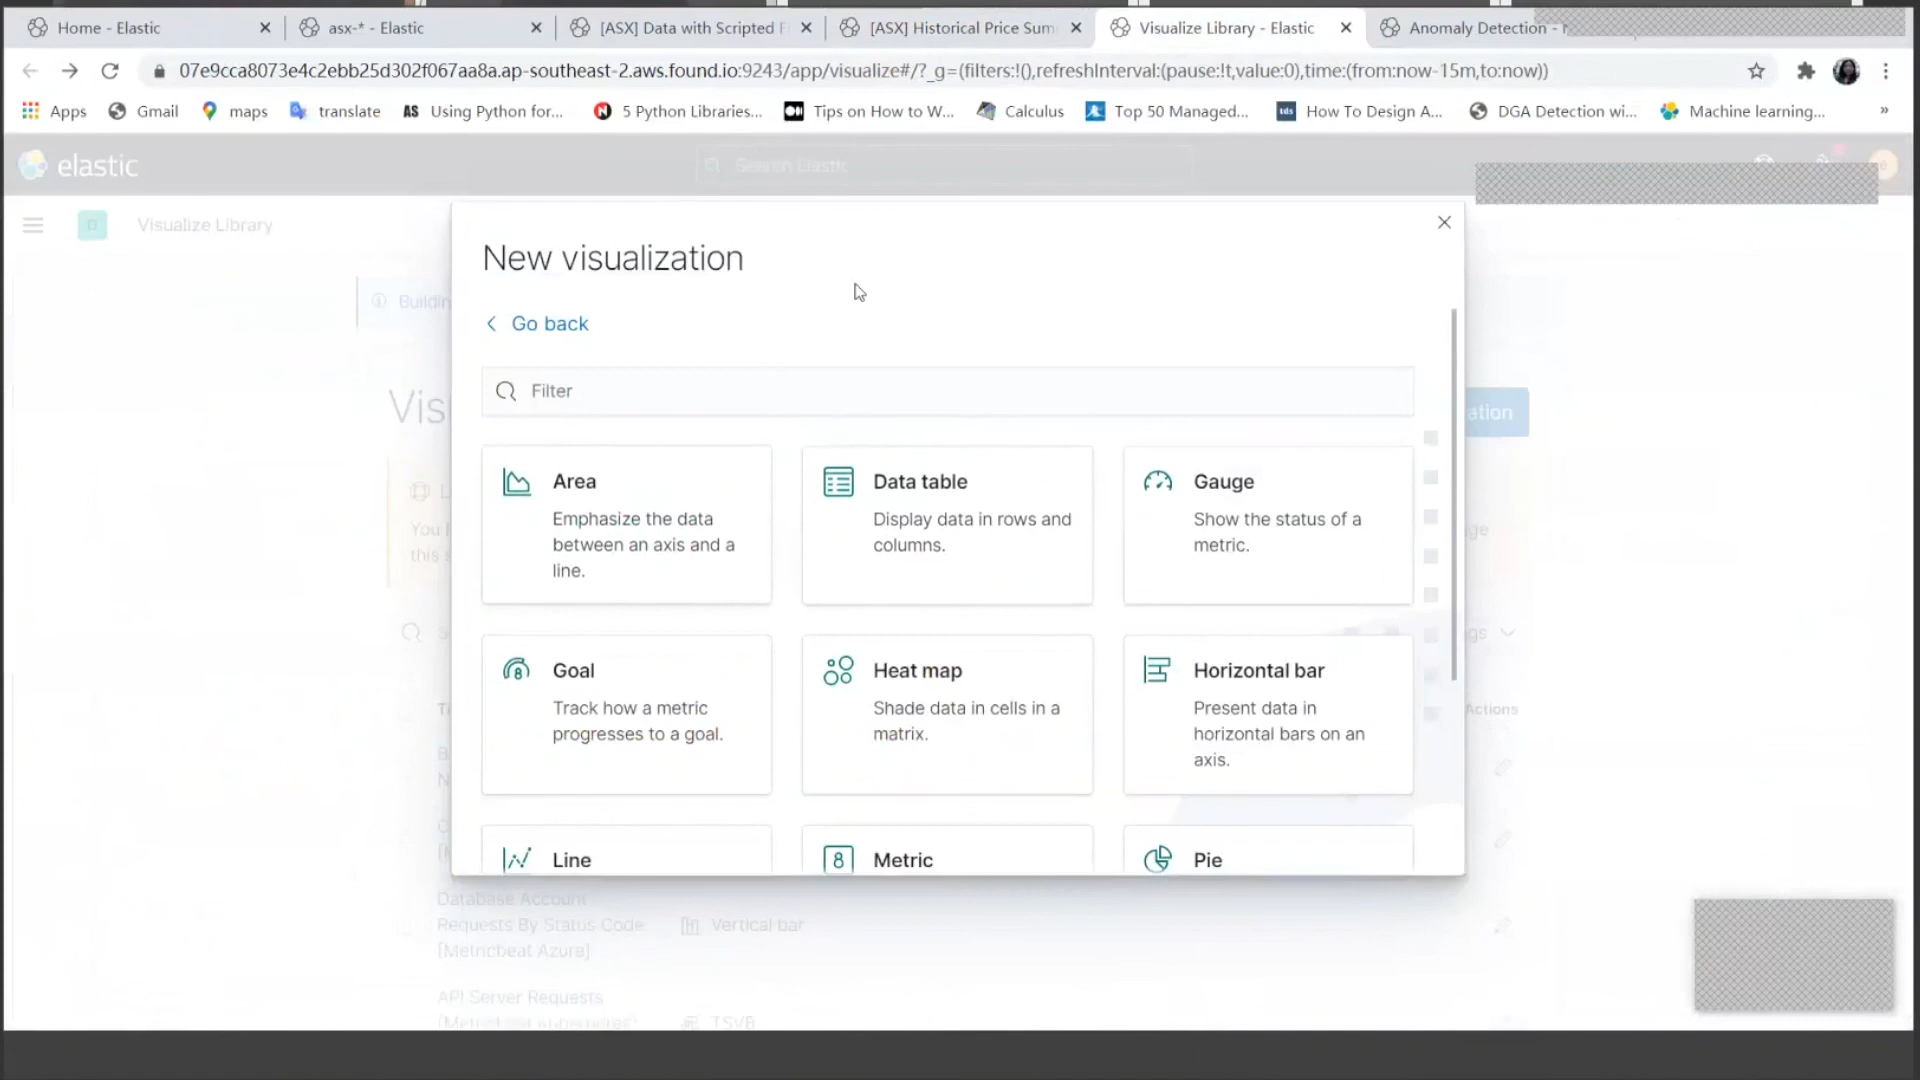 Home - Elastic
asx-* - Elastic
[ASX] Data with Scripted F
[ASX] Historical Price Sum
Visualize Library - Elastic
Anomaly Detection -
07e9cca8073e4c2ebb25d302f067aa8a.ap-southeast-2.aws.found.io:9243/app/visualize#/?_g=(filters:!(),refreshInterval:(pause:!t,value:0),time:(from:now-15m,to:now))
Apps
Gmail
maps
translate
AS Using Python for...
5 Python Libraries...
Tips on How to W...
Calculus
Top 50 Managed...
tds How To Design A...
DGA Detection wi...
Machine learning...
»
elastic
Search Elastic
D
Visualize Library
New visualization
Buildin
Go back
Vis
Filter
ation
Area
Emphasize the data
between an axis and a
line.
Data table
Display data in rows and
columns.
Gauge
Show the status of a
metric.
L
You
this s
ge
Goal
Track how a metric
progresses to a goal.
Heat map
Shade data in cells in a
matrix.
Horizontal bar
Present data in
horizontal bars on an
axis.
S
gs
Ti
Actions
B
N
Line
8 Metric
Pie
Database Account
Requests By Status Code
[Metricbeat Azure]
Vertical bar
API Server Requests
[Metricbeat Kubernetes]
TSVB